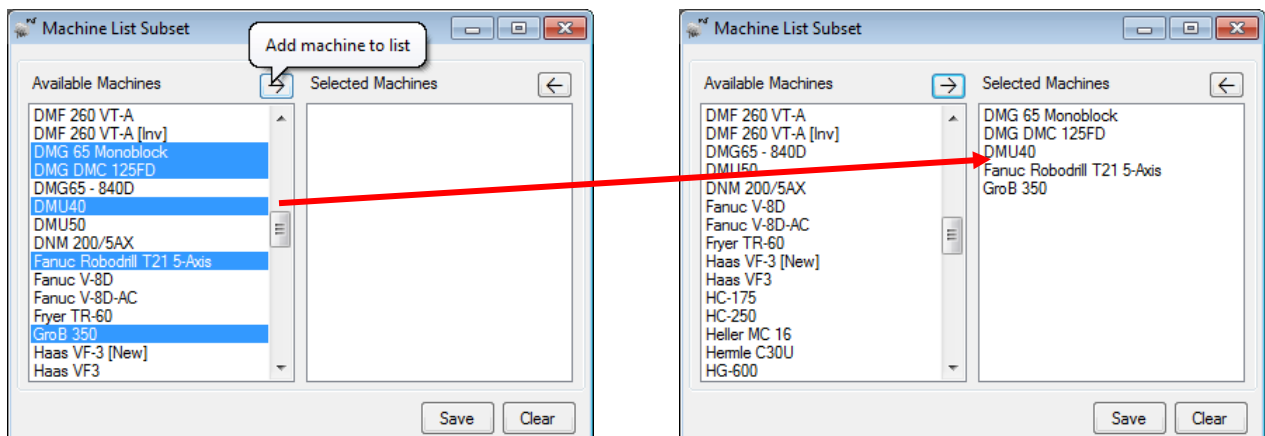 Machine List Subset
Add machine to list
Available Machines
Selected Machines
DMF 260 VT-A
DMF 260 VT-A [Inv]
DMG 65 Monoblock
DMG DMC 125FD
DMG65 - 840D
DMU40
DMU50
DNM 200/5AX
Fanuc Robodrill T21 5-Axis
Fanuc V-8D
Fanuc V-8D-AC
Fryer TR-60
GroB 350
Haas VF-3 [New]
Haas VF3
Save
Clear
Machine List Subset
Available Machines
Selected Machines
DMF 260 VT-A
DMF 260 VT-A [Inv]
DMG65 - 840D
DMU50
DNM 200/5AX
Fanuc V-8D
Fanuc V-8D-AC
Fryer TR-60
Haas VF-3 [New]
Haas VF3
HC-175
HC-250
Heller MC 16
Hemle C30U
HG-600
DMG 65 Monoblock
DMG DMC 125FD
DMU40
Fanuc Robodrill T21 5-Axis
GroB 350
Save
Clear